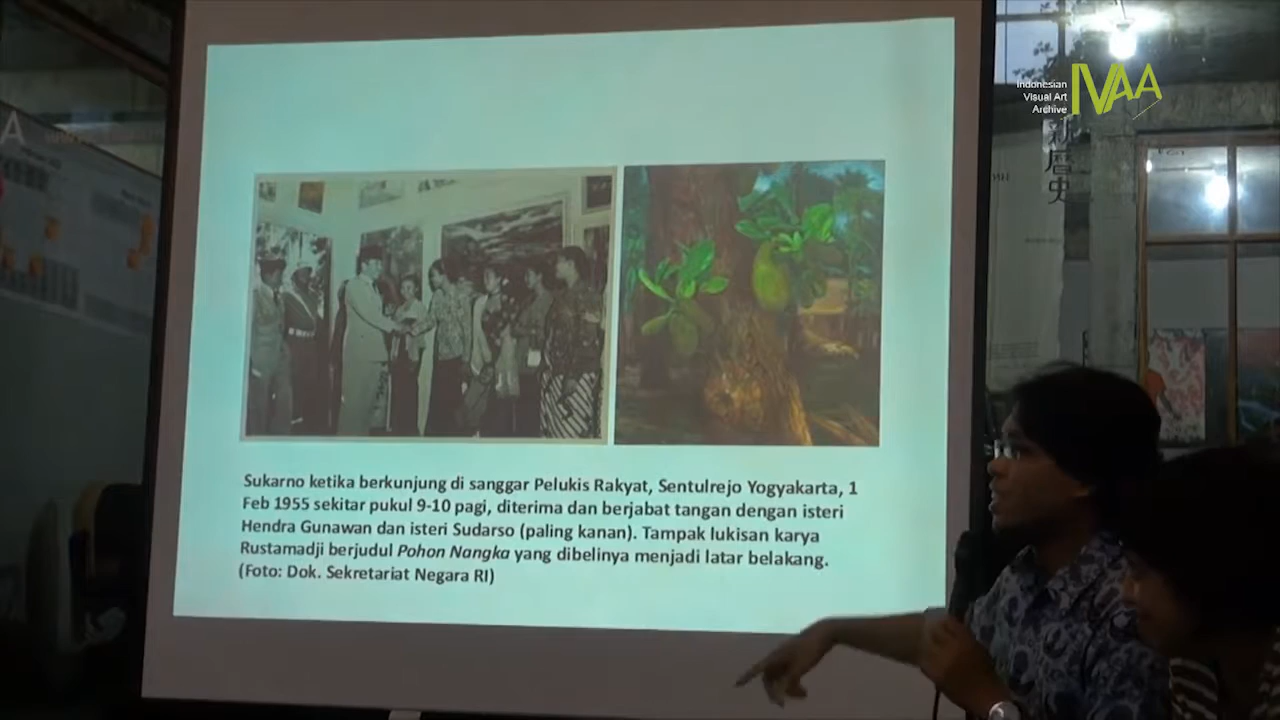 Indonesian
Visual Art
Archive
IVAA
Sukarno ketika berkunjung di sanggar Pelukis Rakyat, Sentulrejo Yogyakarta, 1
Feb 1955 sekitar pukul 9-10 pagi, diterima dan berjabat tangan dengan isteri
Hendra Gunawan dan isteri Sudarso (paling kanan). Tampak lukisan karya
Rustamadji berjudul Pohon Nangka yang dibelinya menjadi latar belakang.
(Foto: Dok. Sekretariat Negara RI)